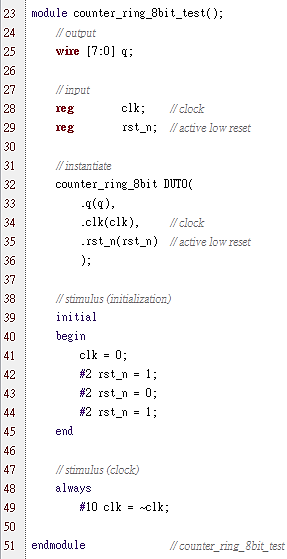 23 module counter_ring_8bit_test();
24 // output
25 wire [7:0] q;
26
27 // input
28 reg clk; // clock
29 reg rst_n; // active low reset
30
31 // instantiate
32 counter_ring_8bit DUT0(
33 .q(q),
34 .clk(clk), // clock
35 .rst_n(rst_n) // active low reset
36 );
37
38 // stimulus (initialization)
39 initial
40 begin
41 clk = 0;
42 #2 rst_n = 1;
43 #2 rst_n = 0;
44 #2 rst_n = 1;
45 end
46
47 // stimulus (clock)
48 always
49 #10 clk = ~clk;
50
51 endmodule // counter_ring_8bit_test